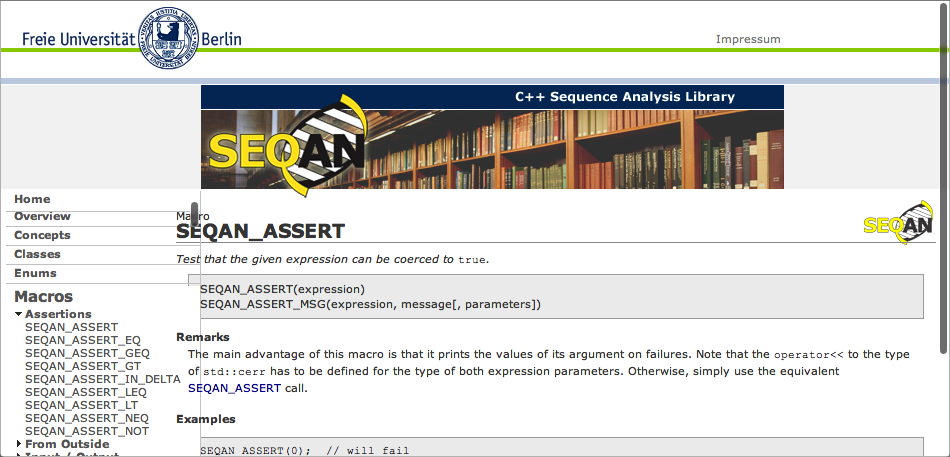 Freie Universität Berlin
Impressum
C++ Sequence Analysis Library
SEQAN
Home
Overview
Concepts
Classes
Enums
Macros
Assertions
SEQAN_ASSERT
SEQAN_ASSERT_EQ
SEQAN_ASSERT_GEQ
SEQAN_ASSERT_GT
SEQAN_ASSERT_IN_DELTA
SEQAN_ASSERT_LEQ
SEQAN_ASSERT_LT
SEQAN_ASSERT_NEQ
SEQAN_ASSERT_NOT
From Outside
Input / Output
Macro
SEQAN
SEQAN_ASSERT
Test that the given expression can be coerced to true.
SEQAN_ASSERT(expression)
SEQAN_ASSERT_MSG(expression, message[, parameters])
Remarks
The main advantage of this macro is that it prints the values of its argument on failures. Note that the operator<< to the type
of std::cerr has to be defined for the type of both expression parameters. Otherwise, simply use the equivalent
SEQAN_ASSERT call.
Examples
SEQAN_ASSERT(0);  // will fail